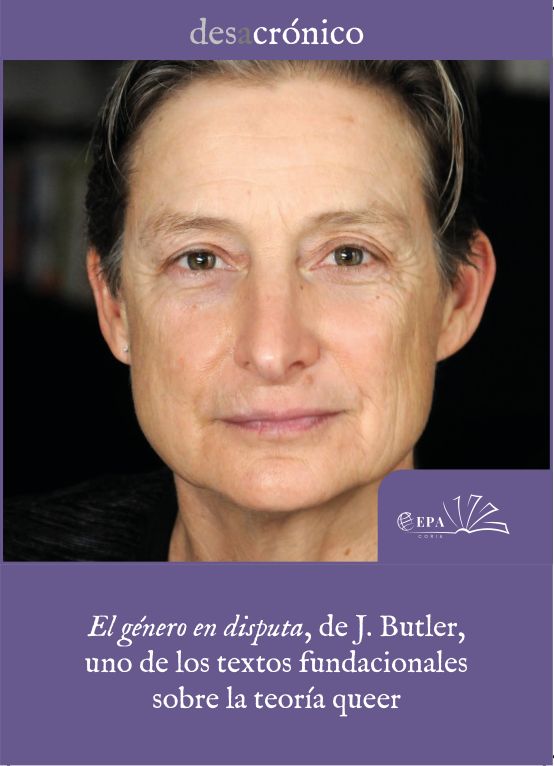 desacrónico
EPA
CORIA
El género en disputa, de J. Butler,
uno de los textos fundacionales
sobre la teoría queer